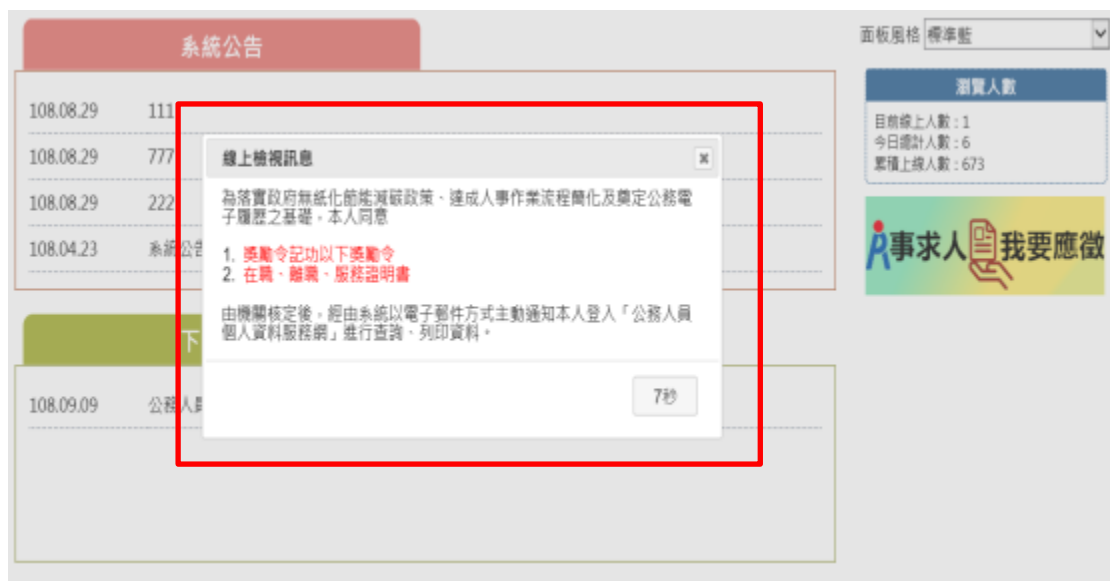 系統公告
108.08.29 111
108.08.29 777
108.08.29 222
108.04.23 系統公告
線上檢視訊息
為落實政府無紙化節能減碳政策、達成人事作業流程簡化及奠定公務電
子履歷之基礎，本人同意
1. 獎勵令記功以下獎勵令
2. 在職、離職、服務證明書
由機關核定後，經由系統以電子郵件方式主動通知本人登入「公務人員
個人資料服務網」進行查詢、列印資料。
7秒
下
108.09.09 公務人員
面板風格 標準藍
瀏覽人數
目前線上人數：1
今日總計人數：6
累積上線人數：673
事求人 我要應徵